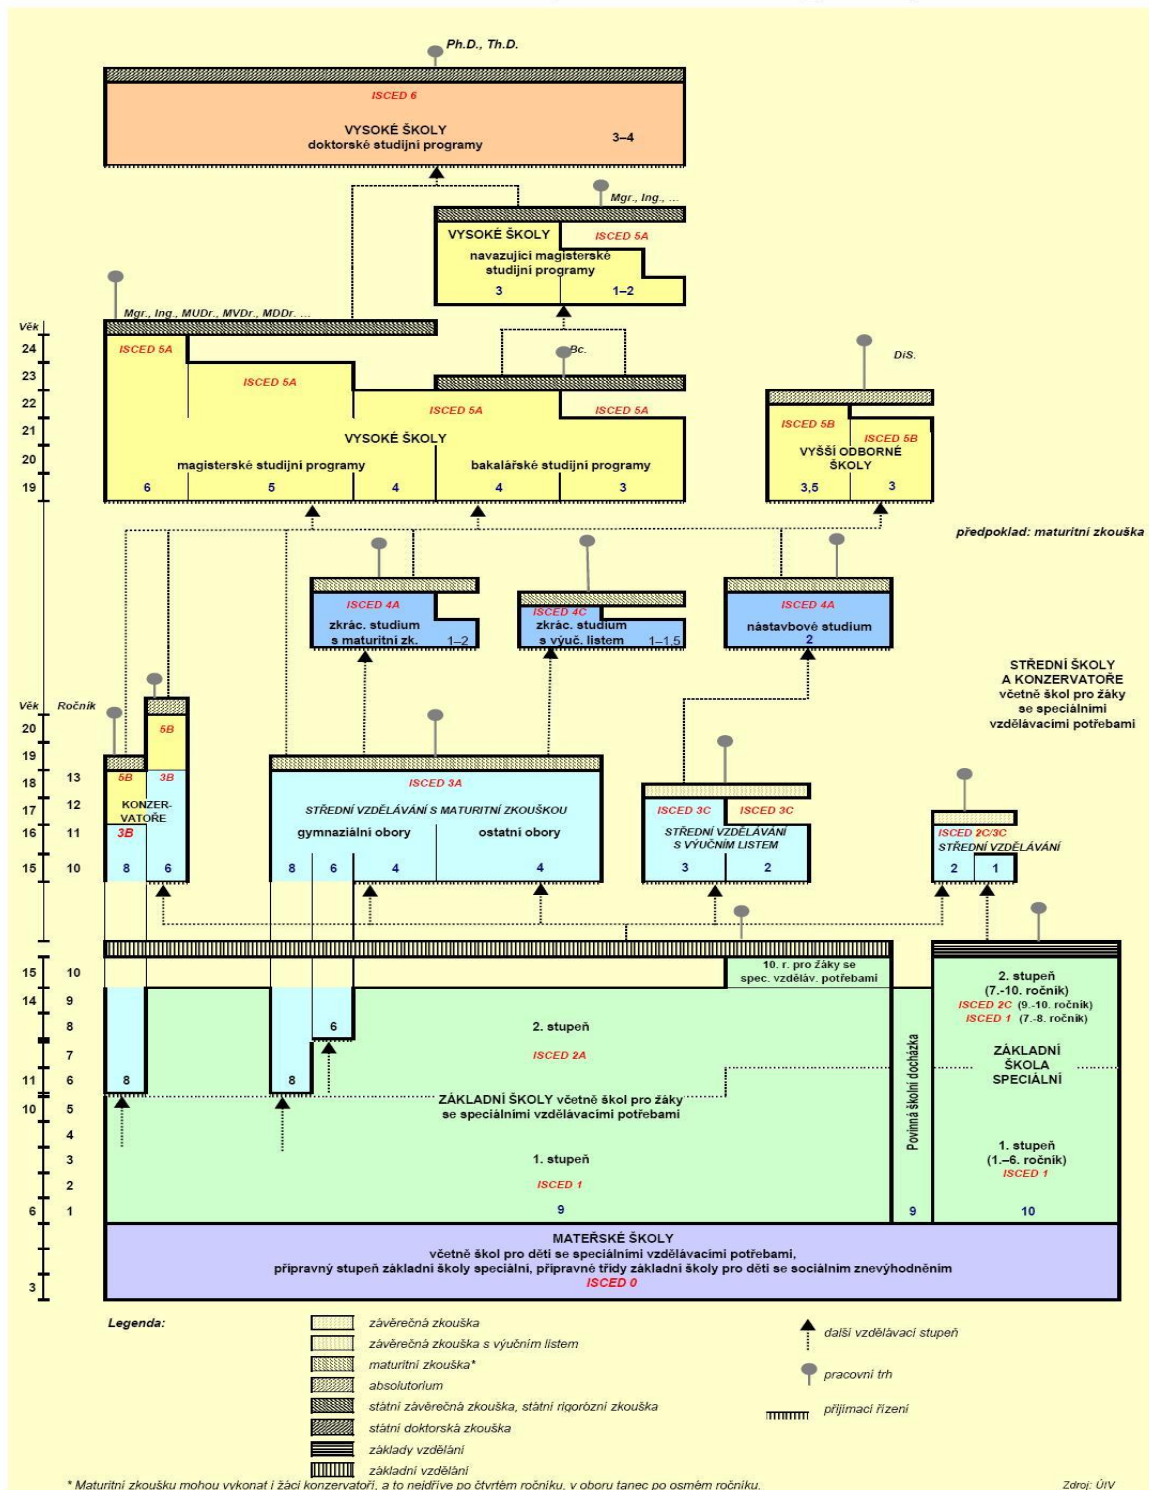 Ph.D., Th.D.
ISCED 6
VYSOKÉ ŠKOLY
doktorské studijní programy
3–4
Mgr., Ing., ...
VYSOKÉ ŠKOLY
ISCED 5A
navazující magisterské
studijní programy
3
1–2
Mgr., Ing., MUDr., MVDr., MDDr. ...
Věk
24
23
22
21
20
19
ISCED 5A
ISCED 5A
ISCED 5A
Bc.
ISCED 5A
VYSOKÉ ŠKOLY
magisterské studijní programy
bakalářské studijní programy
6
5
4
4
3
DiS.
ISCED 5B
ISCED 5B
VYŠŠÍ ODBORNÉ
ŠKOLY
3,5
3
předpoklad: maturitní zkouška
ISCED 4A
zkrác. studium
s maturitní zk.
1–2
ISCED 4C
zkrác. studium
s výuč. listem
1–1,5
ISCED 4A
nástavbové studium
2
STŘEDNÍ ŠKOLY
A KONZERVATOŘE
včetně škol pro žáky
se speciálními
vzdělávacími potřebami
Věk
Ročník
20
19
18
13
17
12
16
11
15
10
5B
5B
3B
KONZER-
VATOŘE
3B
8
6
ISCED 3A
STŘEDNÍ VZDĚLÁVÁNÍ S MATURITNÍ ZKOUŠKOU
gymnaziální obory
ostatní obory
8
6
4
4
ISCED 3C
ISCED 3C
STŘEDNÍ VZDĚLÁVÁNÍ
S VÝUČNÍM LISTEM
3
2
ISCED 2C/3C
STŘEDNÍ VZDĚLÁVÁNÍ
2
1
15
10
14
9
8
7
11
6
10
5
4
3
2
6
1
3
10. r. pro žáky se
spec. vzděláv. potřebami
6
2. stupeň
ISCED 2A
8
8
ZÁKLADNÍ ŠKOLY včetně škol pro žáky
se speciálními vzdělávacími potřebami
1. stupeň
ISCED 1
9
Povinná školní docházka
9
2. stupeň
(7.-10. ročník)
ISCED 2C (9.-10. ročník)
ISCED 1 (7.-8. ročník)
ZÁKLADNÍ
ŠKOLA
SPECIÁLNÍ
1. stupeň
(1.–6. ročník)
ISCED 1
10
MATEŘSKÉ ŠKOLY
včetně škol pro děti se speciálními vzdělávacími potřebami,
přípravný stupeň základní školy speciální, přípravné třídy základní školy pro děti se sociálním znevýhodněním
ISCED 0
Legenda:
závěrečná zkouška
závěrečná zkouška s výučním listem
maturitní zkouška*
absolutorium
státní závěrečná zkouška, státní rigorózní zkouška
státní doktorská zkouška
základy vzdělání
základní vzdělání
další vzdělávací stupeň
pracovní trh
přijímací řízení
* Maturitní zkoušku mohou vykonat i žáci konzervatoří, a to nejdříve po čtvrtém ročníku, v oboru tanec po osmém ročníku.
Zdroj: ÚIV